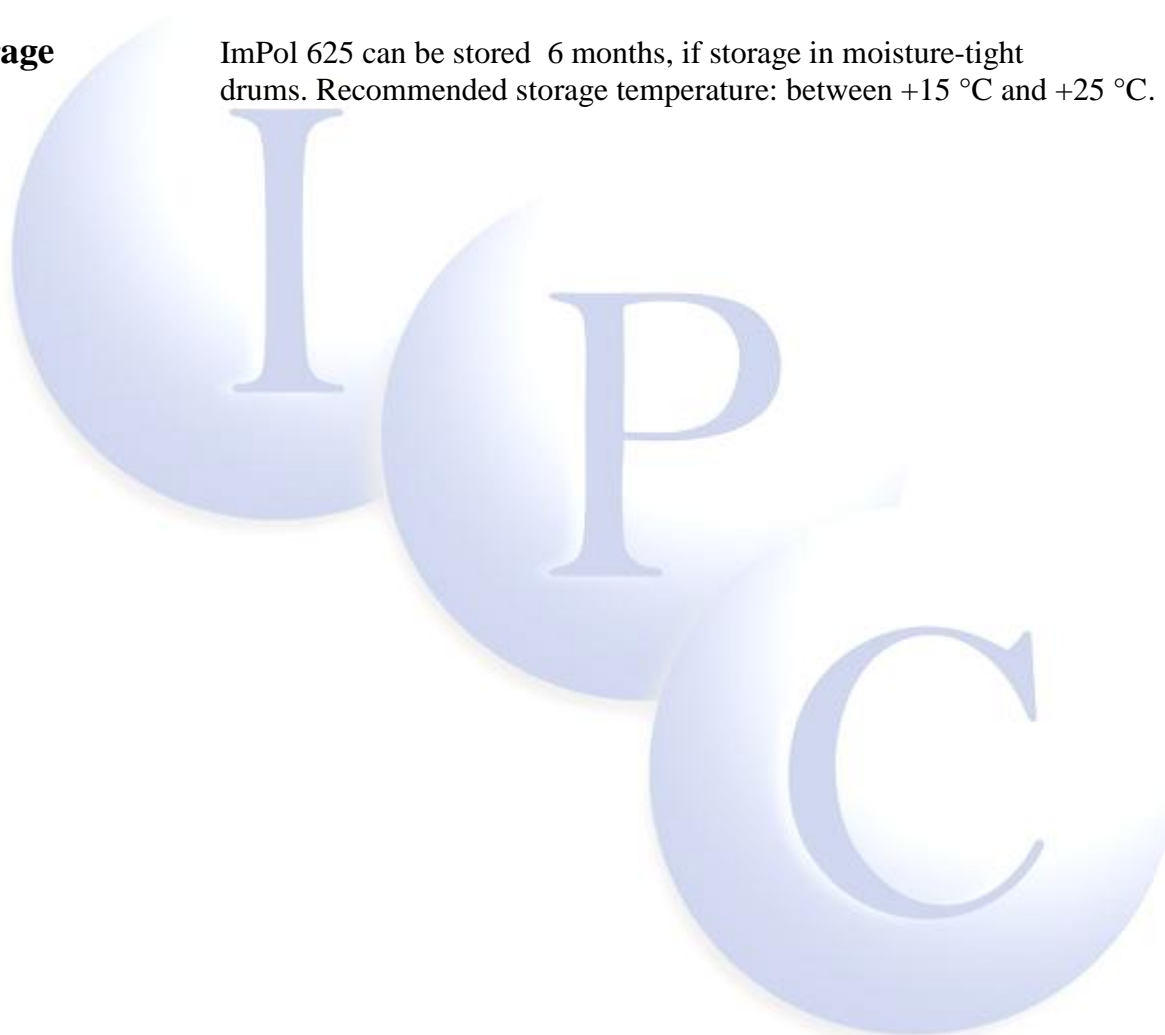 rage
ImPol 625 can be stored  6 months, if storage in moisture-tight
drums. Recommended storage temperature: between +15 °C and +25 °C.
I
P
C